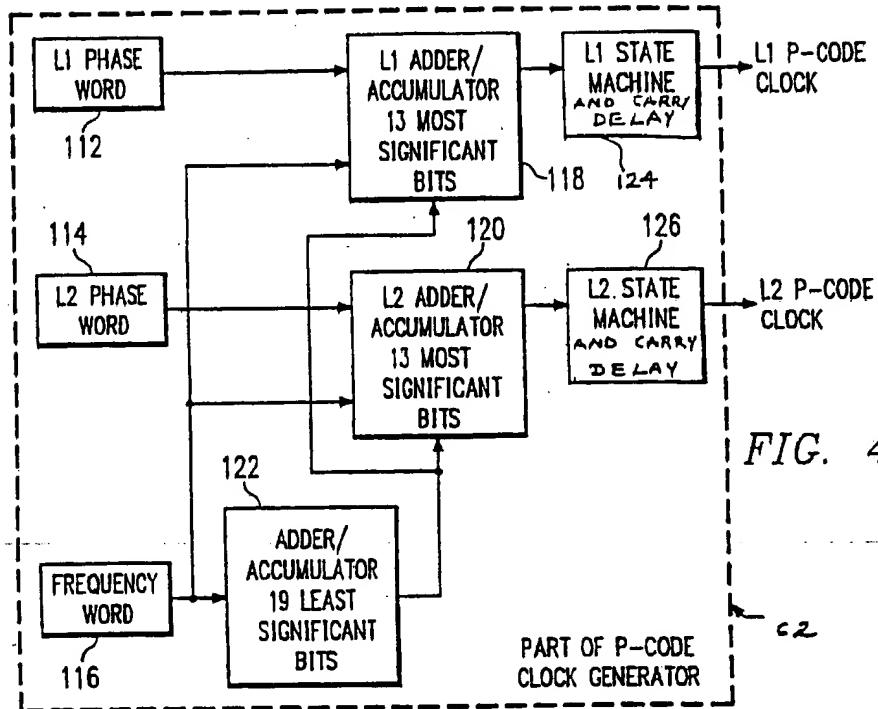 L1 PHASE
WORD
112
L1 ADDER/
ACCUMULATOR
13 MOST
SIGNIFICANT
BITS
118
L1 STATE
MACHINE
AND CARRY
DELAY
124
L1 P-CODE
CLOCK
114
L2 PHASE
WORD
120
L2 ADDER/
ACCUMULATOR
13 MOST
SIGNIFICANT
BITS
126
L2. STATE
MACHINE
AND CARRY
DELAY
L2 P-CODE
CLOCK
FIG. 4
122
ADDER/
ACCUMULATOR
19 LEAST
SIGNIFICANT
BITS
FREQUENCY
WORD
116
PART OF P-CODE
CLOCK GENERATOR
62